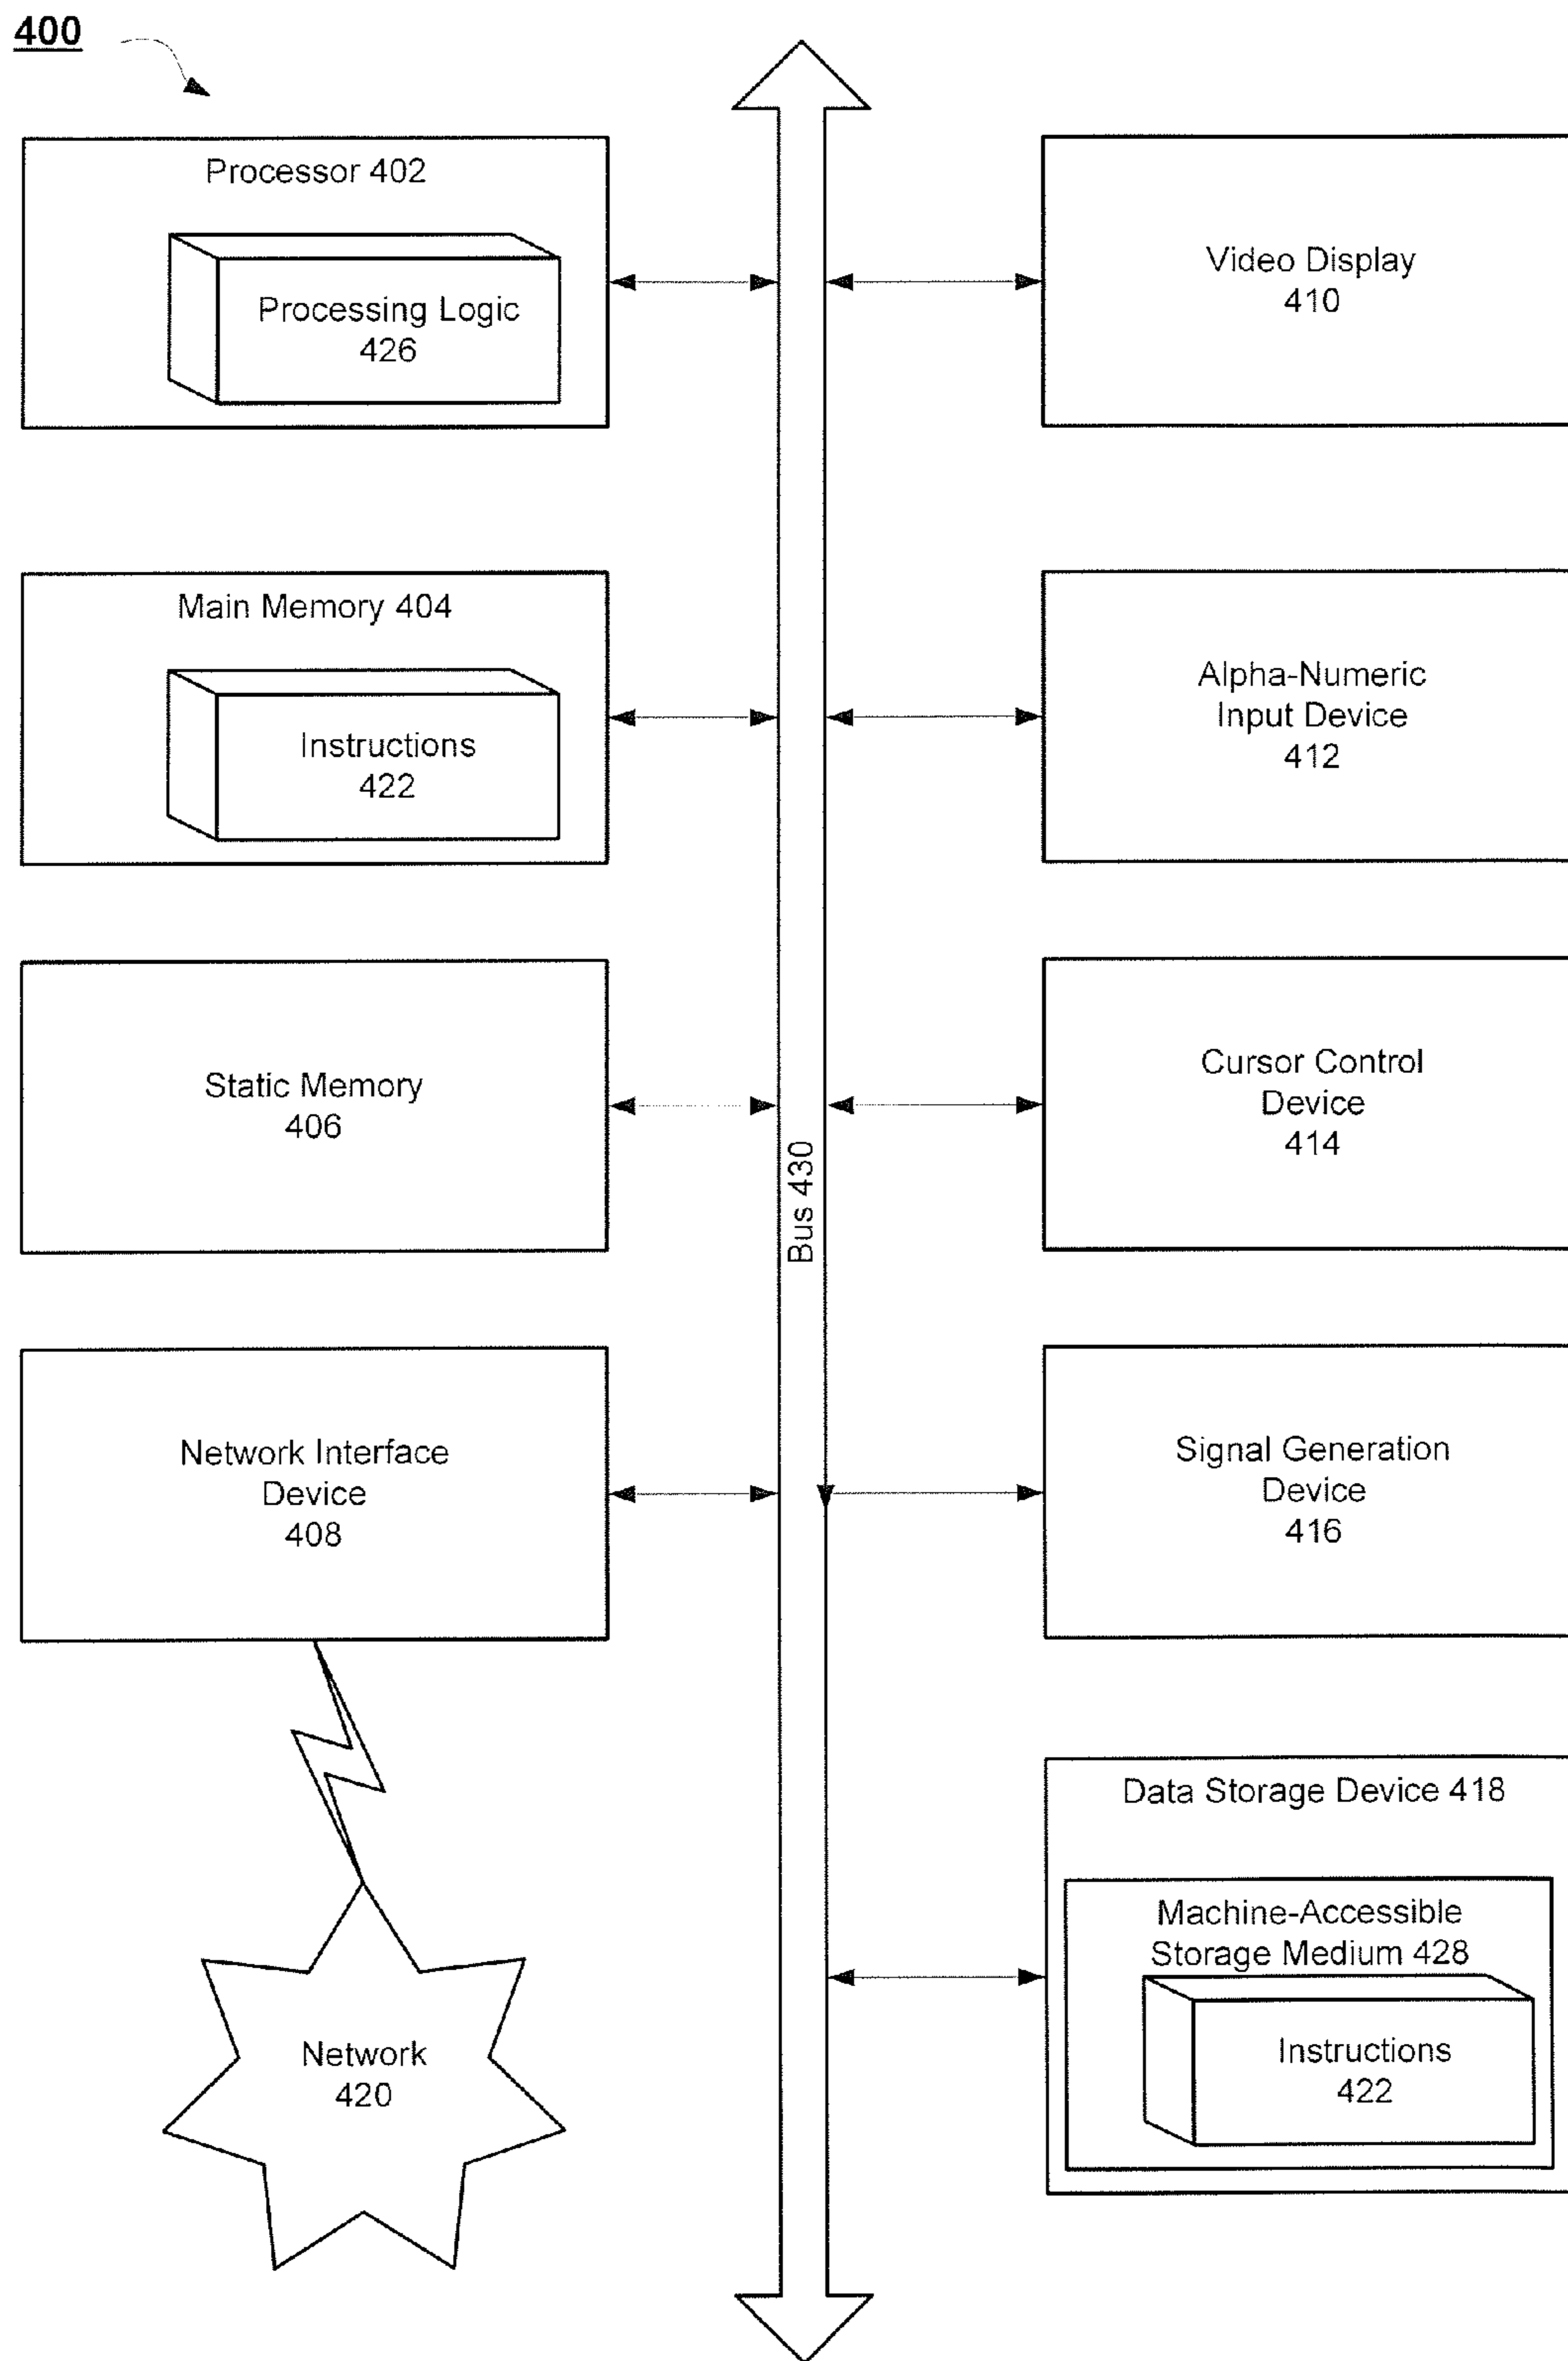 400
Processor 402
Processing Logic
426
Video Display
410
Main Memory 404
Instructions
422
Alpha-Numeric
Input Device
412
Static Memory
406
Cursor Control
Device
414
Bus 430
Network Interface
Device
408
Signal Generation
Device
416
Data Storage Device 418
Machine-Accessible
Storage Medium 428
Instructions
422
Network
420